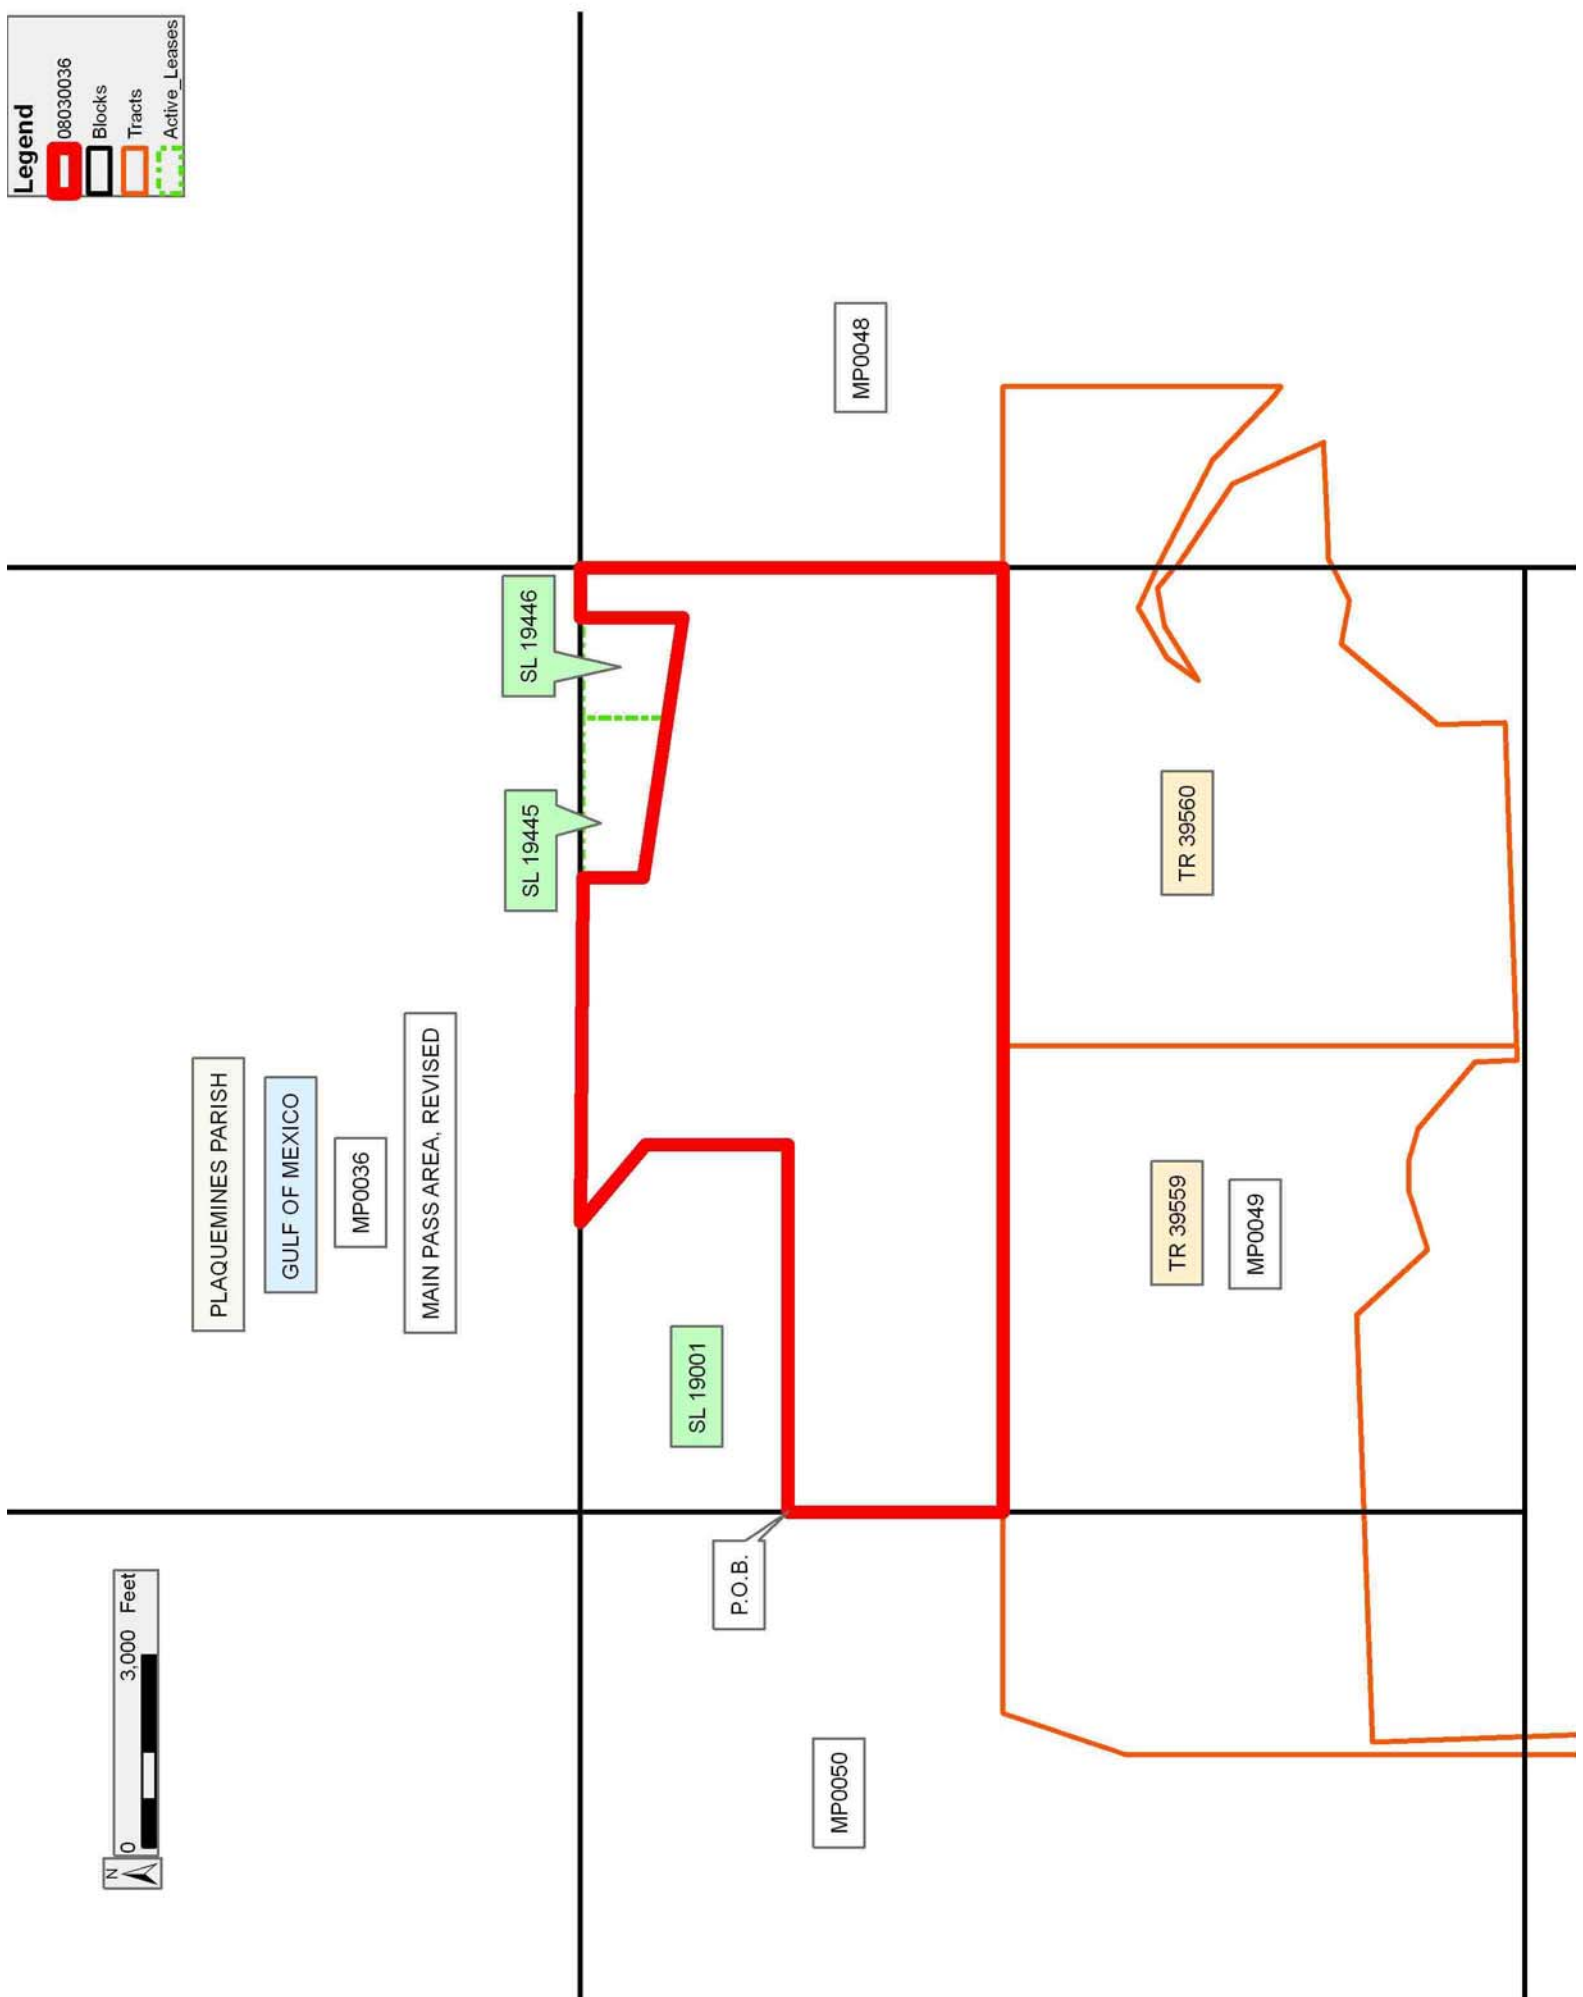 Legend
08030036
Blocks
Tracts
Active_Leases
N
0 3,000 Feet
PLAQUEMINES PARISH
GULF OF MEXICO
MP0036
MAIN PASS AREA, REVISED
SL 19445
SL 19446
SL 19001
P.O.B.
MP0050
MP0048
TR 39559
MP0049
TR 39560